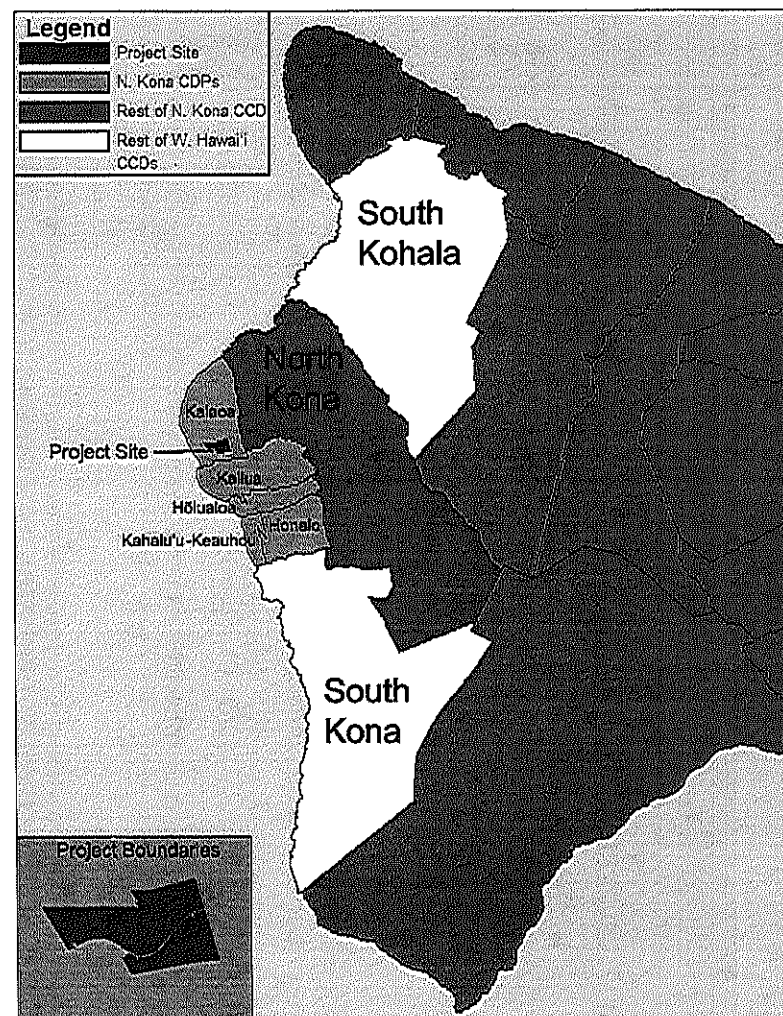 Legend
Project Site
N. Kona CDPs
Rest of N. Kona CCD
Rest of W. Hawai'i
CCDs
South
Kohala
North
Kona
Kalaoa
Project Site
Kailua
Hōlualoa
Honalo
Kahalu'u-Keauhou
South
Kona
Project Boundaries